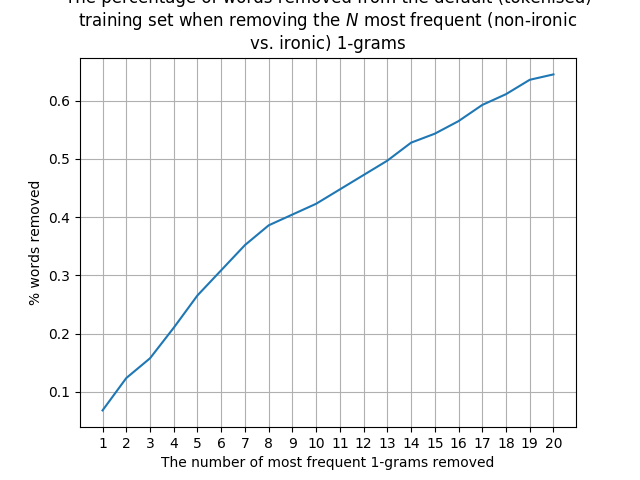 The percentage of words removed from the default (tokenised)
training set when removing the N most frequent (non-ironic
vs. ironic) 1-grams
0.6
0.5
0.4
0.3
0.2
0.1
% words removed
1 2 3 4 5 6 7 8 9 10 11 12 13 14 15 16 17 18 19 20
The number of most frequent 1-grams removed